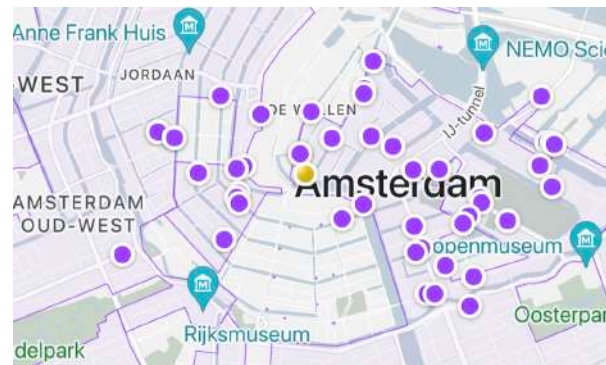 Anne Frank Huis
NEMO Scie
-WEST
JORDAAN
DE WALLEN
IJ-tunnel
Amsterdam
AMSTERDAM
OUD-WEST
openmuseum
Rijksmuseum
Oosterpar
delpark